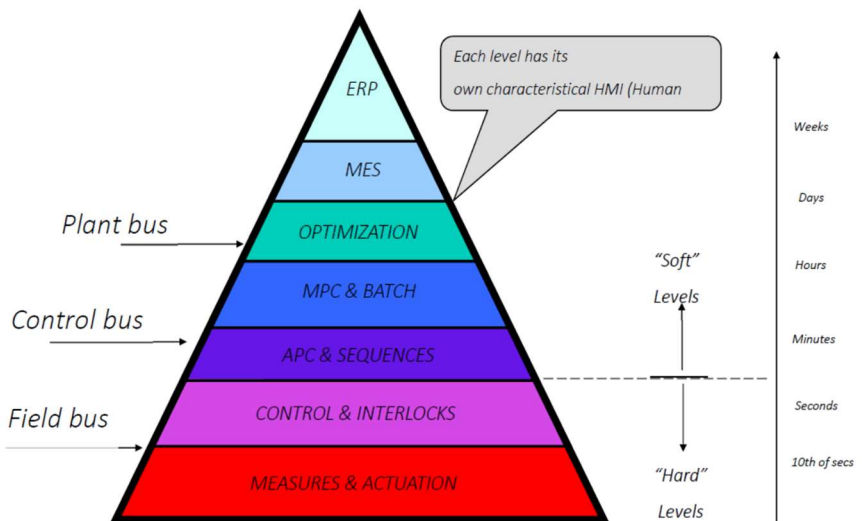 Each level has its
own characteristical HMI (Human
ERP
MES
OPTIMIZATION
MPC & BATCH
APC & SEQUENCES
CONTROL & INTERLOCKS
MEASURES & ACTUATION
Plant bus
Control bus
Field bus
“Soft”
Levels
“Hard”
Levels
Weeks
Days
Hours
Minutes
Seconds
10th of secs